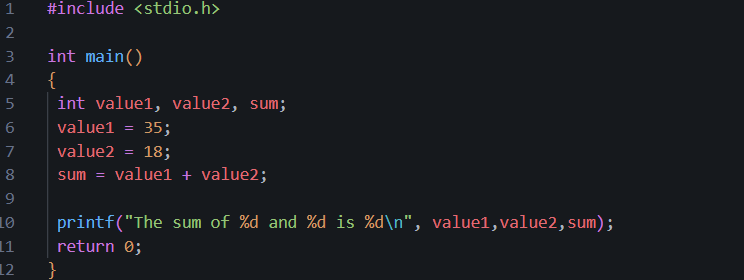 1 #include <stdio.h>
2
3 int main()
4 {
5 int value1, value2, sum;
6 value1 = 35;
7 value2 = 18;
8 sum = value1 + value2;
9
10 printf("The sum of %d and %d is %d\n", value1,value2,sum);
11 return 0;
12 }